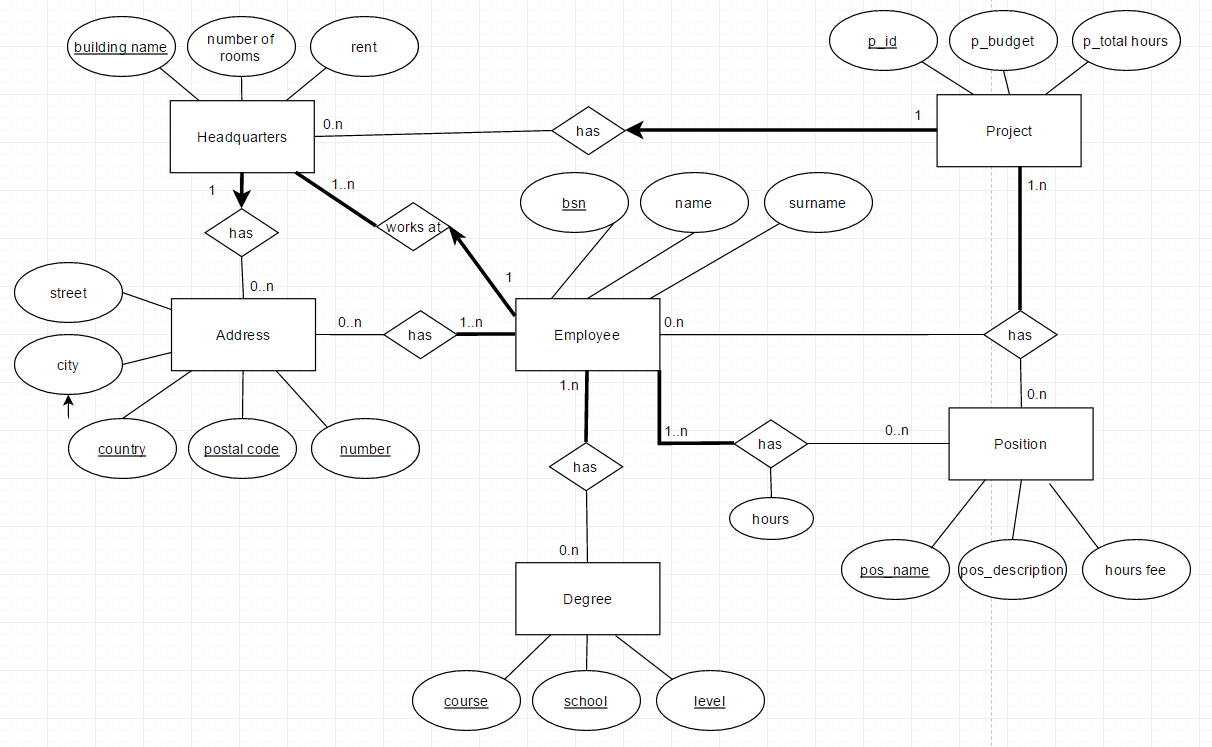 building name
number of
rooms
rent
p_id
p_budget
p_total hours
Headquarters
0.n
has
1
Project
1
1..n
1.n
bsn
name
surname
has
works at
0..n
1
street
Address
0..n
has
1..n
Employee
0.n
has
city
1.n
0.n
country
postal code
number
1..n
has
0..n
Position
has
hours
0.n
pos_name
pos_description
hours fee
Degree
course
school
level